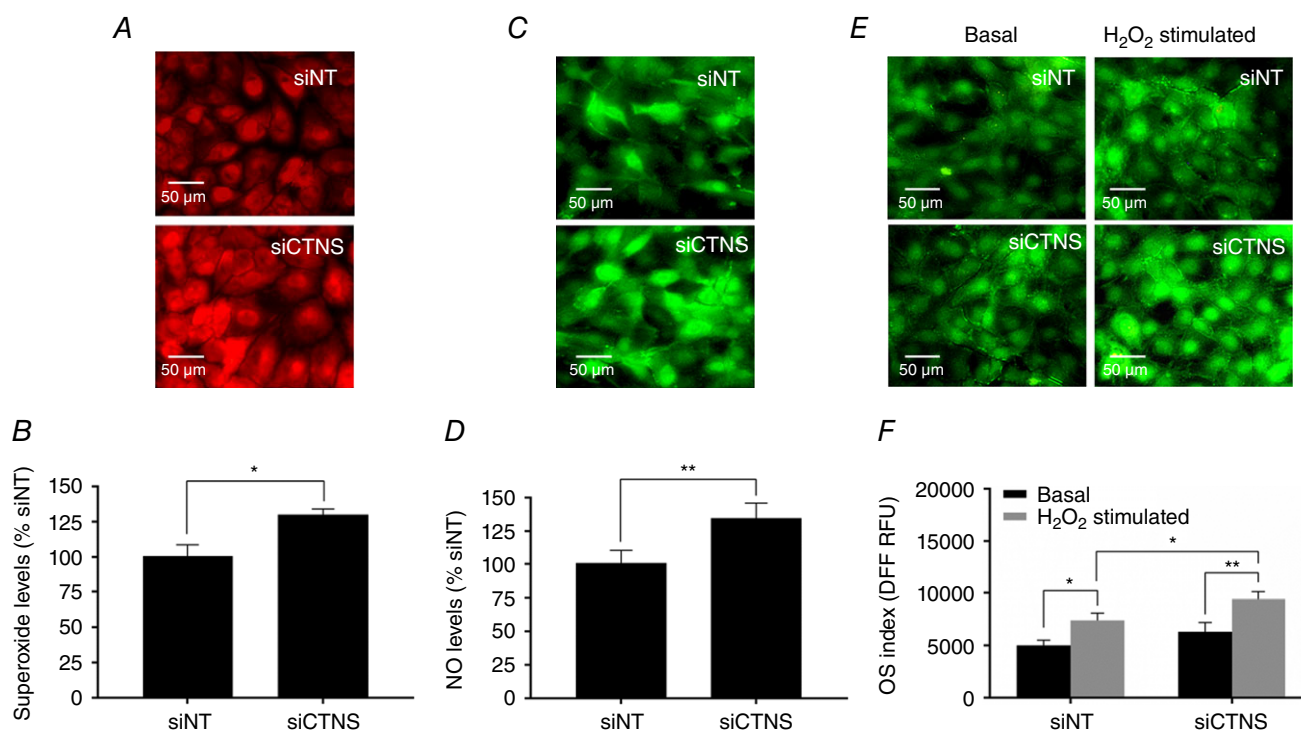 A
siNT
50 µm
siCTNS
50 µm
C
siNT
50 µm
siCTNS
50 µm
E
Basal
H₂O₂ stimulated
siNT
50 µm
siNT
50 µm
siCTNS
50 µm
siCTNS
50 µm
B
Superoxide levels (% siNT)
150
125
100
75
50
25
0
*
siNT
siCTNS
D
NO levels (% siNT)
150
125
100
75
50
25
0
**
siNT
siCTNS
F
OS index (DFF RFU)
20000
15000
10000
5000
0
Basal
H₂O₂ stimulated
*
*
**
siNT
siCTNS